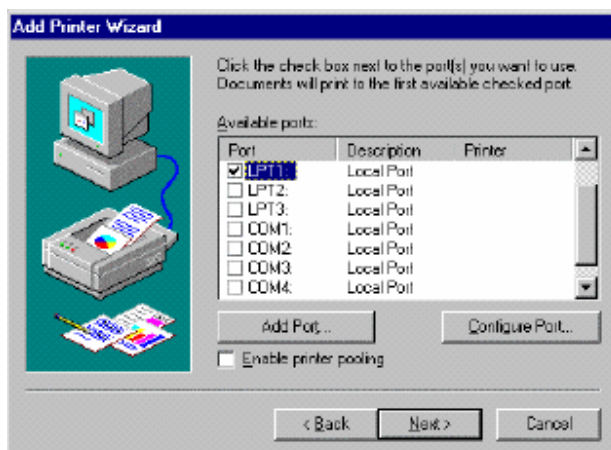 Add Printer Wizard
Click the check box next to the port(s) you want to use.
Documents will print to the first available checked port.
Available ports:
Port Description Printer
LPT1: Local Port
LPT2: Local Port
LPT3: Local Port
COM1: Local Port
COM2: Local Port
COM3: Local Port
COM4: Local Port
Add Port... Configure Port...
Enable printer pooling
< Back Next > Cancel